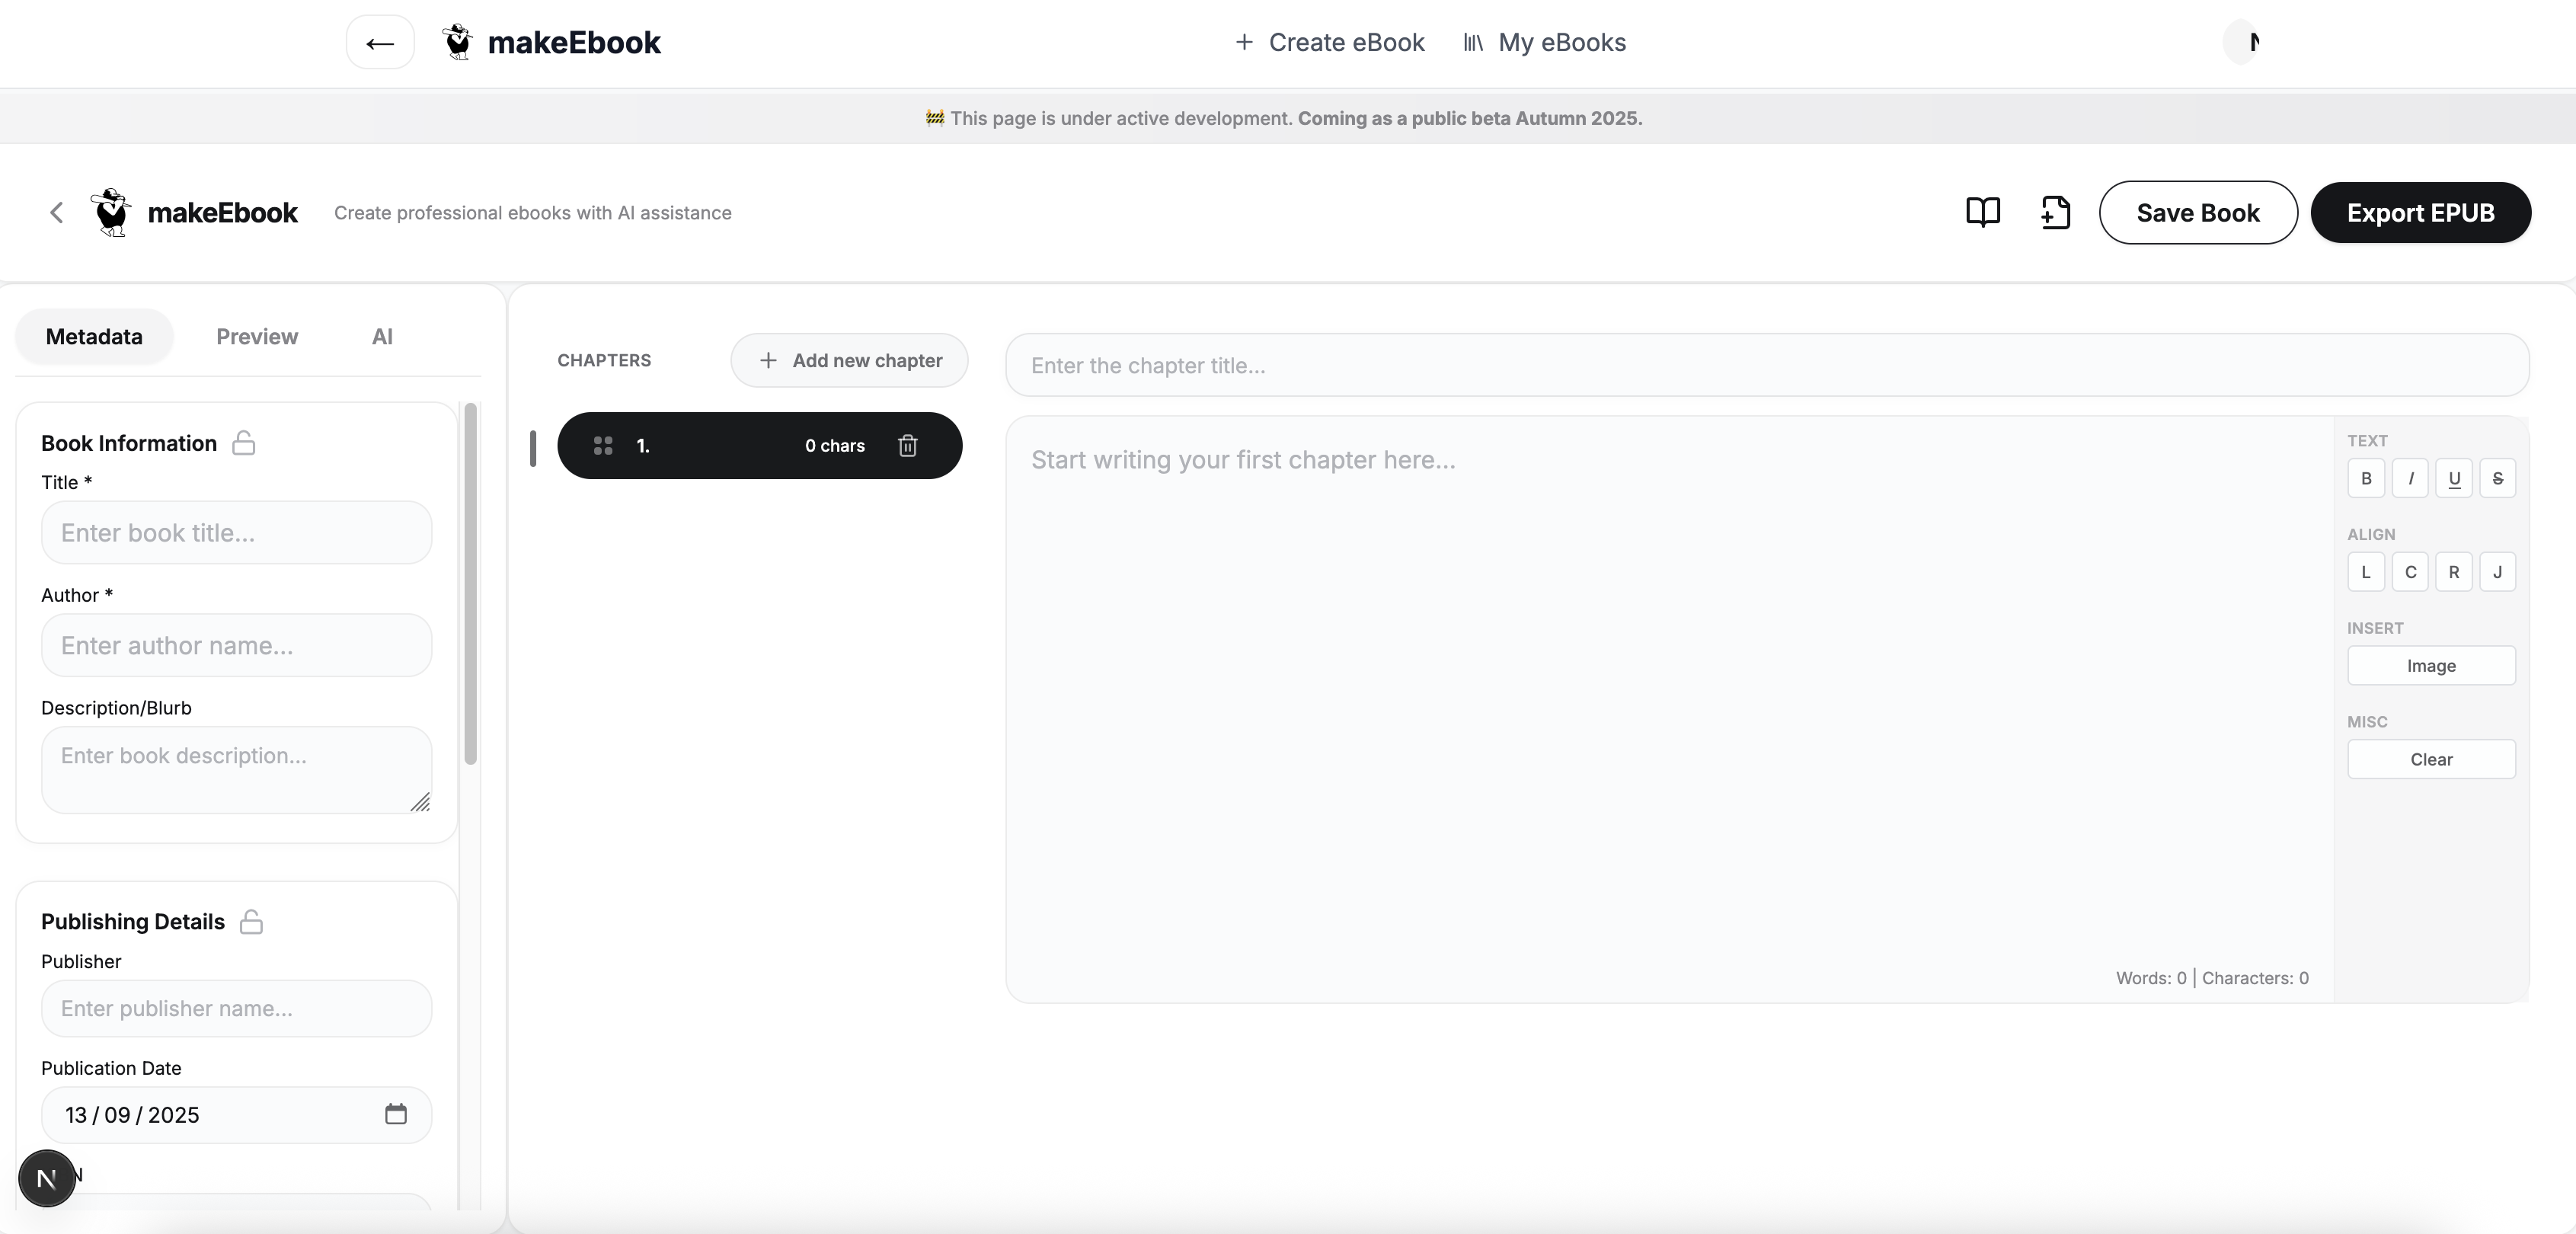 makeEbook
Create eBook
My eBooks
🚧 This page is under active development. Coming as a public beta Autumn 2025.
makeEbook
Create professional ebooks with AI assistance
Save Book
Export EPUB
Metadata
Preview
AI
Book Information
Title *
Enter book title...
Author *
Enter author name...
Description/Blurb
Enter book description...
Publishing Details
Publisher
Enter publisher name...
Publication Date
13 / 09 / 2025
N
CHAPTERS
Add new chapter
1.
0 chars
Enter the chapter title...
Start writing your first chapter here...
Words: 0 | Characters: 0
TEXT
B I U S
ALIGN
L C R J
INSERT
Image
MISC
Clear